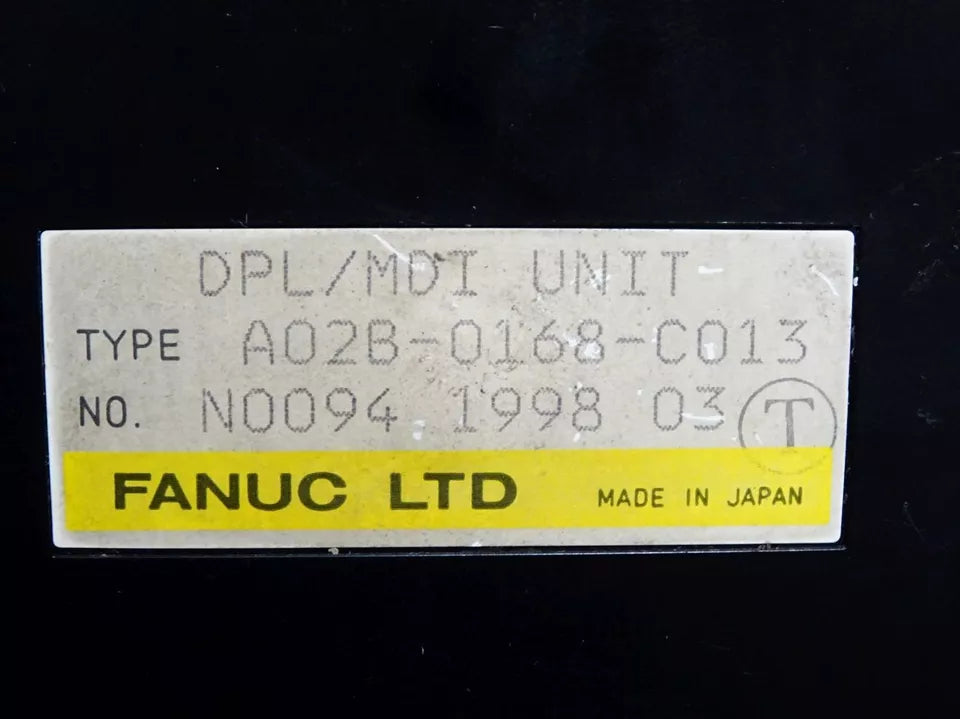 DPL/MDI UNIT
TYPE A02B-0168-C013
NO. N0094 1998 03 T
FANUC LTD MADE IN JAPAN